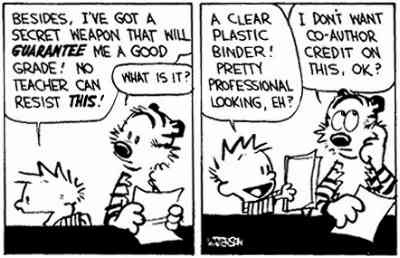 BESIDES, I'VE GOT A
SECRET WEAPON THAT WILL
GUARANTEE ME A GOOD
GRADE! NO
TEACHER CAN
RESIST THIS!
WHAT IS IT?
A CLEAR
PLASTIC
BINDER!
PRETTY
PROFESSIONAL
LOOKING, EH?
I DON'T WANT
CO-AUTHOR
CREDIT ON
THIS, OK?
WATTERSON